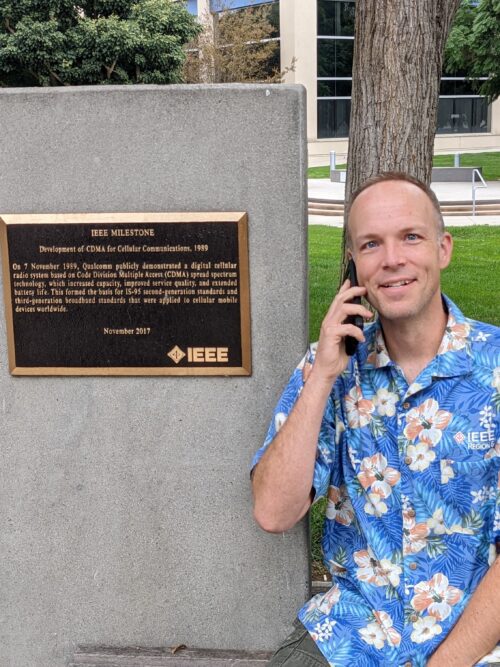 IEEE MILESTONE
Development of CDMA for Cellular Communications, 1989
On 7 November 1989, Qualcomm publicly demonstrated a digital cellular
radio system based on Code Division Multiple Access (CDMA) spread spectrum
technology, which increased capacity, improved service quality, and extended
battery life. This formed the basis for IS-95 second-generation standards and
third-generation broadband standards that were applied to cellular mobile
devices worldwide.
November 2017
IEEE
IEEE
REGION 6